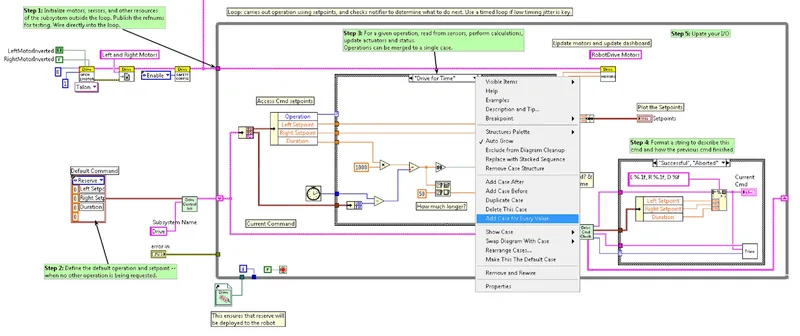 Step 1: Initialize motors, sensors, and other resources
of the subsystem outside the loop. Publish the refnums
for testing. Wire directly into the loop.
Loop: carries out operation using setpoints, and checks notifier to determine what to do next. Use a timed loop if low timing jitter is key.
Step 3: For a given operation, read from sensors, perform calculations,
update actuators and status.
Operations can be merged to a single case.
Step 5: Upate your I/O
Update motors and update dashboard
RobotDrive Motors
LeftMotorInverted
RightMotorInverted
Left and Right Motors
Enable
Talon
"Drive for Time"
Access Cmd setpoints
Operation
Left Setpoint
Right Setpoint
Duration
1000
50
How much longer?
Current Command
Visible Items
Help
Examples
Description and Tip...
Breakpoint
Structures Palette
Auto Grow
Exclude from Diagram Cleanup
Replace with Stacked Sequence
Remove Case Structure
Add Case After
Add Case Before
Duplicate Case
Delete This Case
Add Case for Every Value
Show Case
Swap Diagram With Case
Rearrange Cases...
Make This The Default Case
Remove and Rewire
Properties
Plot the Setpoints
Setpoints
Step 4: Format a string to describe this
cmd and how the previous cmd finished.
"Successful", "Aborted"
L %.1f, R %.1f, D %f
Current
Cmd
Left Setpoint
Right Setpoint
Duration
Default Command
Reserve
Left Setpo
Right Set
Duration
Subsystem Name
Drive
error in
Step 2: Define the default operation and setpoint --
when no other operation is being requested.
This ensures that reserve will
be deployed to the robot